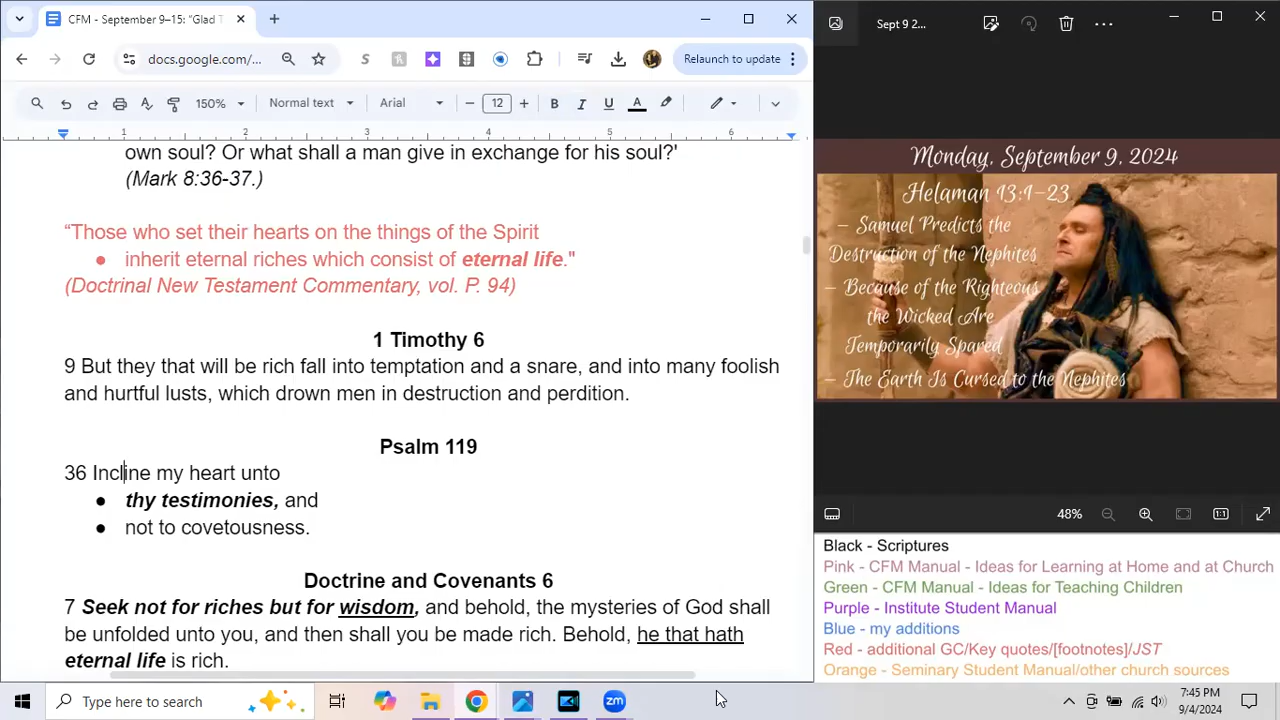 CFM - September 9–15: “Glad T
docs.google.com/...
Relaunch to update
150%
Normal text
Arial
12
1 2 3 4 5 6
own soul? Or what shall a man give in exchange for his soul?'
(Mark 8:36-37.)
“Those who set their hearts on the things of the Spirit
● inherit eternal riches which consist of eternal life."
(Doctrinal New Testament Commentary, vol. P. 94)
1 Timothy 6
9 But they that will be rich fall into temptation and a snare, and into many foolish
and hurtful lusts, which drown men in destruction and perdition.
Psalm 119
36 Incline my heart unto
● thy testimonies, and
● not to covetousness.
Doctrine and Covenants 6
7 Seek not for riches but for wisdom, and behold, the mysteries of God shall
be unfolded unto you, and then shall you be made rich. Behold, he that hath
eternal life is rich.
Sept 9 2...
Monday, September 9, 2024
Helaman 13:1–23
– Samuel Predicts the
Destruction of the Nephites
– Because of the Righteous
the Wicked Are
Temporarily Spared
– The Earth Is Cursed to the Nephites
48%
1:1
Black - Scriptures
Pink - CFM Manual - Ideas for Learning at Home and at Church
Green - CFM Manual - Ideas for Teaching Children
Purple - Institute Student Manual
Blue - my additions
Red - additional GC/Key quotes/[footnotes]/JST
Orange - Seminary Student Manual/other church sources
Type here to search
zm
7:45 PM
9/4/2024